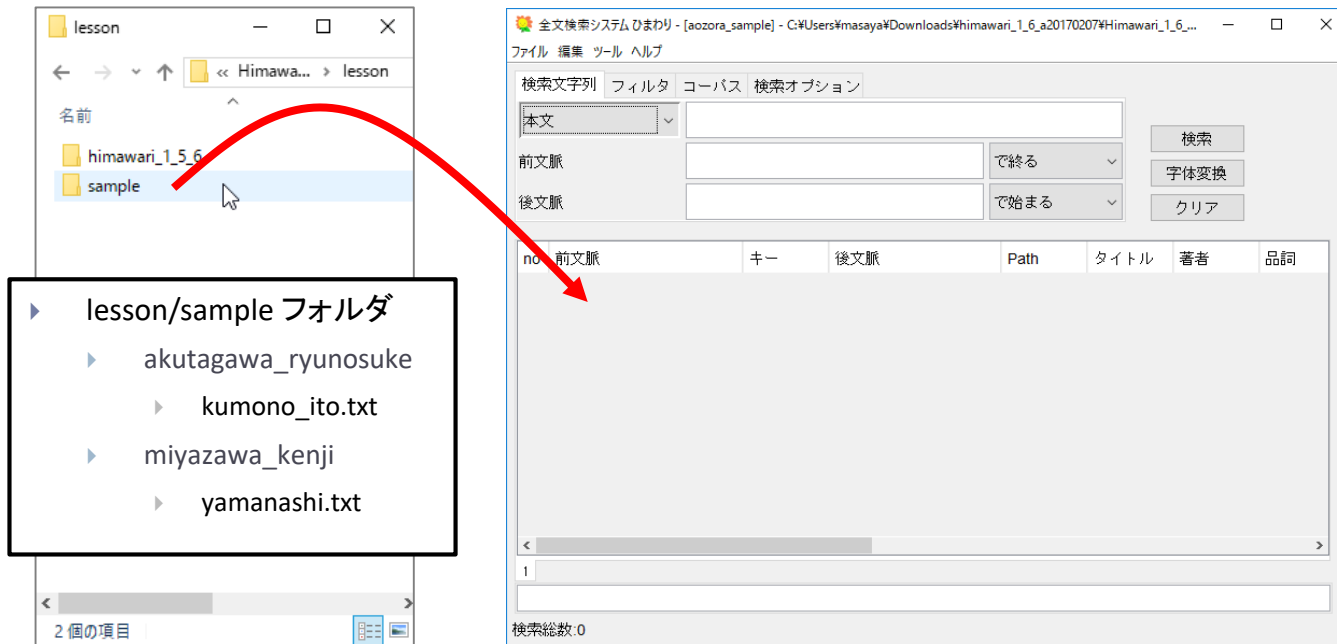 lesson
« Himawa... › lesson
名前
himawari_1_5_6
sample
lesson/sample フォルダ
akutagawa_ryunosuke
kumono_ito.txt
miyazawa_kenji
yamanashi.txt
2 個の項目
全文検索システム ひまわり - [aozora_sample] - C:¥Users¥masaya¥Downloads¥himawari_1_6_a20170207¥Himawari_1_6_...
ファイル 編集 ツール ヘルプ
検索文字列 フィルタ コーパス 検索オプション
本文
検索
前文脈 で終る
字体変換
後文脈 で始まる
クリア
no 前文脈 キー 後文脈 Path タイトル 著者 品詞
1
検索総数:0